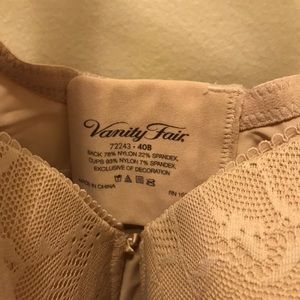 Vanity Fair
72243 • 40B
BACK 78% NYLON 22% SPANDEX,
CUPS 93% NYLON 7% SPANDEX,
EXCLUSIVE OF DECORATION
MADE IN CHINA
RN